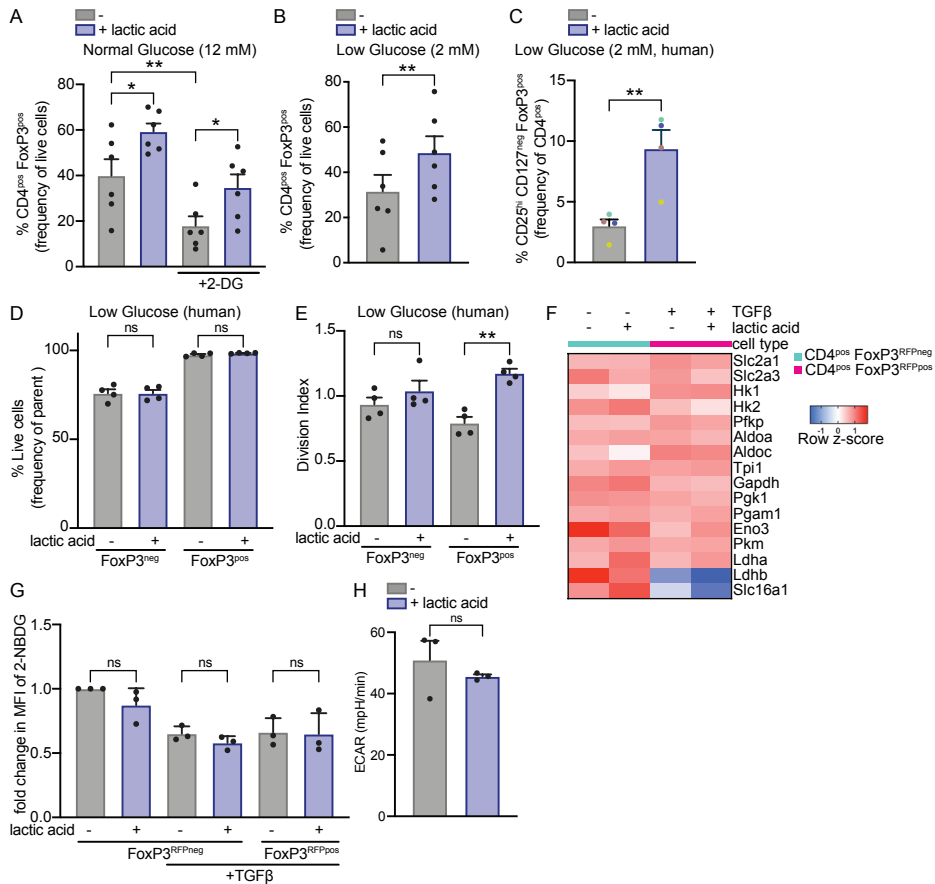 A
-
+ lactic acid
Normal Glucose (12 mM)
**
*
*
% CD4pos FoxP3pos
(frequency of live cells)
80
60
40
20
0
+2-DG
B
-
+ lactic acid
Low Glucose (2 mM)
**
% CD4pos FoxP3pos
(frequency of live cells)
80
60
40
20
0
C
-
+ lactic acid
Low Glucose (2 mM, human)
**
% CD25hi CD127neg FoxP3pos
(frequency of CD4pos)
15
10
5
0
D
Low Glucose (human)
ns
ns
% Live cells
(frequency of parent)
100
75
50
0
lactic acid - + - +
FoxP3neg FoxP3pos
E
Low Glucose (human)
ns
**
Division Index
1.5
1.0
0.5
0.0
lactic acid - + - +
FoxP3neg FoxP3pos
F
- - + + TGFβ
- + - + lactic acid
cell type
CD4pos FoxP3RFPneg
CD4pos FoxP3RFPpos
Slc2a1
Slc2a3
Hk1
Hk2
Pfkp
Aldoa
Aldoc
Tpi1
Gapdh
Pgk1
Pgam1
Eno3
Pkm
Ldha
Ldhb
Slc16a1
-1 0 1
Row z-score
G
ns
ns
ns
fold change in MFI of 2-NBDG
1.5
1.0
0.5
0.0
lactic acid - + - + - +
FoxP3RFPneg FoxP3RFPpos
+TGFβ
H
-
+ lactic acid
ns
ECAR (mpH/min)
60
40
20
0